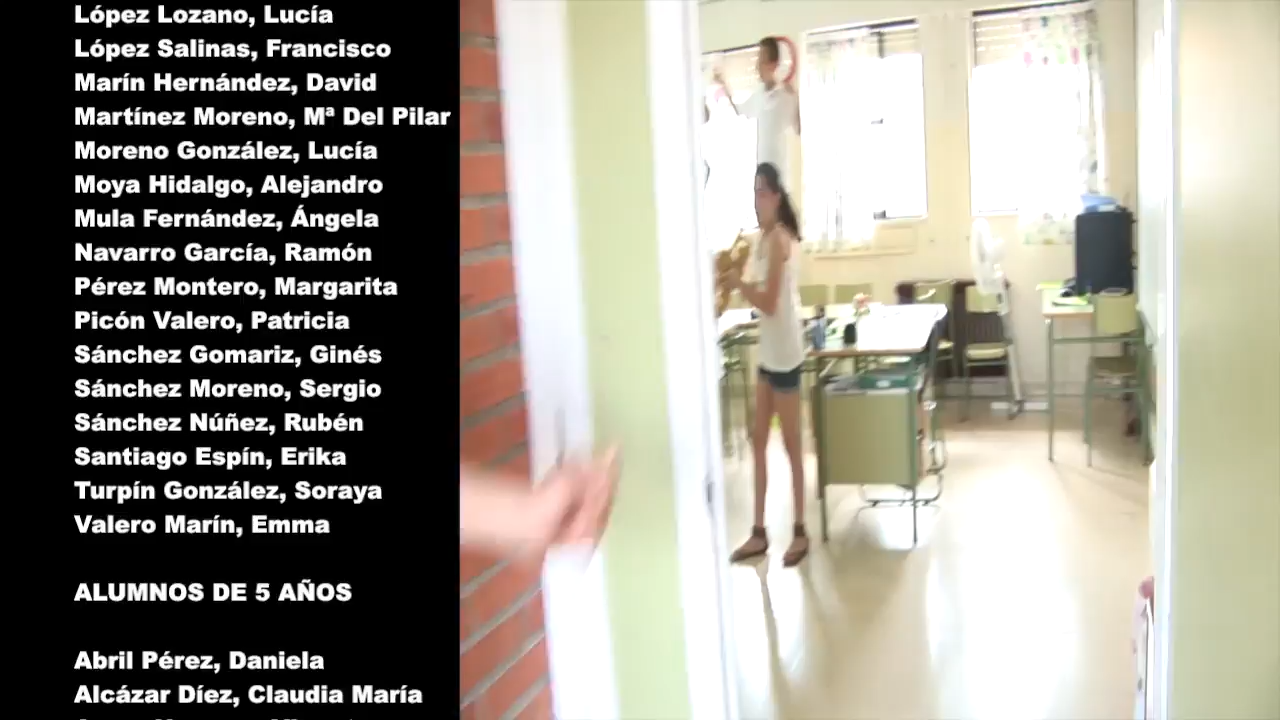 López Lozano, Lucía
López Salinas, Francisco
Marín Hernández, David
Martínez Moreno, Mª Del Pilar
Moreno González, Lucía
Moya Hidalgo, Alejandro
Mula Fernández, Ángela
Navarro García, Ramón
Pérez Montero, Margarita
Picón Valero, Patricia
Sánchez Gomariz, Ginés
Sánchez Moreno, Sergio
Sánchez Núñez, Rubén
Santiago Espín, Erika
Turpín González, Soraya
Valero Marín, Emma
ALUMNOS DE 5 AÑOS
Abril Pérez, Daniela
Alcázar Díez, Claudia María